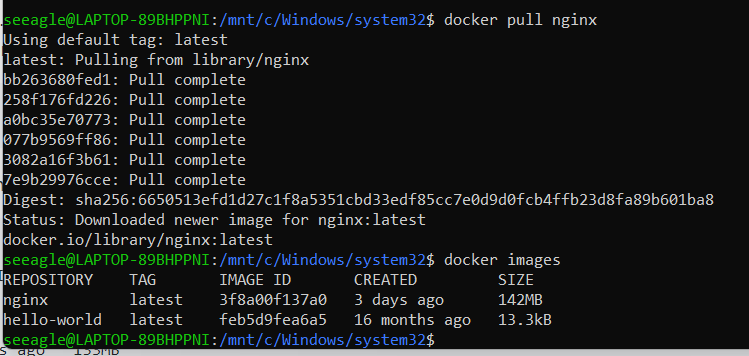 seeagle@LAPTOP-89BHPPNI:/mnt/c/Windows/system32$ docker pull nginx
Using default tag: latest
latest: Pulling from library/nginx
bb263680fed1: Pull complete
258f176fd226: Pull complete
a0bc35e70773: Pull complete
077b9569ff86: Pull complete
3082a16f3b61: Pull complete
7e9b29976cce: Pull complete
Digest: sha256:6650513efd1d27c1f8a5351cbd33edf85cc7e0d9d0fcb4ffb23d8fa89b601ba8
Status: Downloaded newer image for nginx:latest
docker.io/library/nginx:latest
seeagle@LAPTOP-89BHPPNI:/mnt/c/Windows/system32$ docker images
REPOSITORY TAG IMAGE ID CREATED SIZE
nginx latest 3f8a00f137a0 3 days ago 142MB
hello-world latest feb5d9fea6a5 16 months ago 13.3kB
seeagle@LAPTOP-89BHPPNI:/mnt/c/Windows/system32$